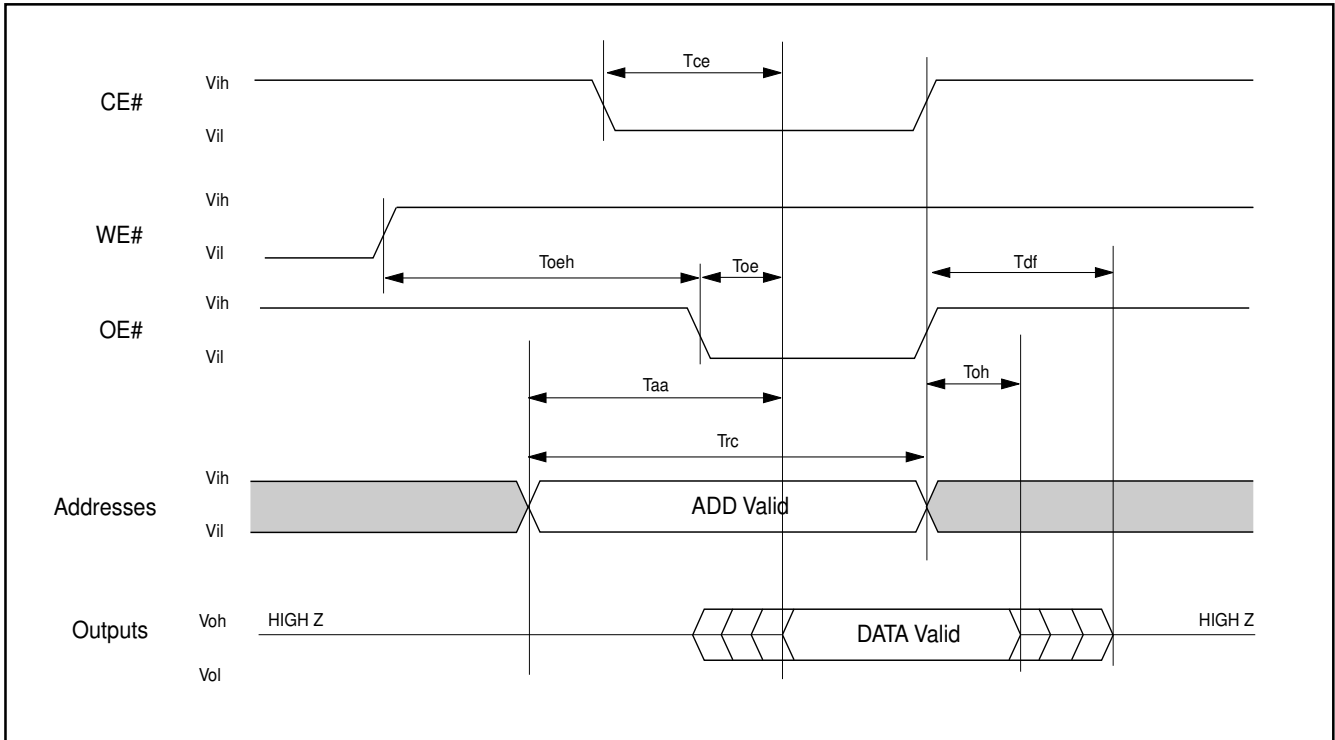 Tce
CE#
Vih
Vil
WE#
Vih
Vil
Toeh
Toe
Tdf
OE#
Vih
Vil
Taa
Toh
Trc
Addresses
Vih
Vil
ADD Valid
Outputs
Voh
HIGH Z
DATA Valid
HIGH Z
Vol